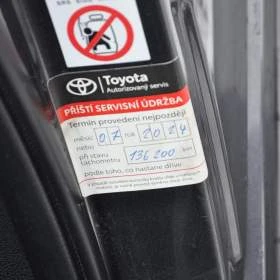 Toyota
Autorizovaný servis
PŘÍŠTÍ SERVISNÍ ÚDRŽBA
Termín provedení nejpozději
měsíc 07 rok 2024
nebo
při stavu
tachometru 136 200 km
podle toho, co nastane dříve